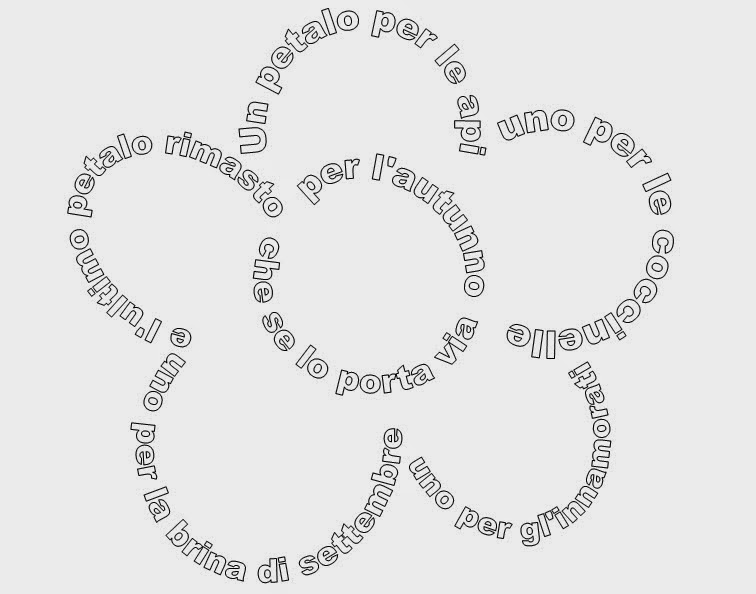 Un petalo per le api
uno per le coccinelle
uno per gl'innamorati
e uno per la brina di settembre
l'ultimo petalo rimasto
per l'autunno
che se lo porta via